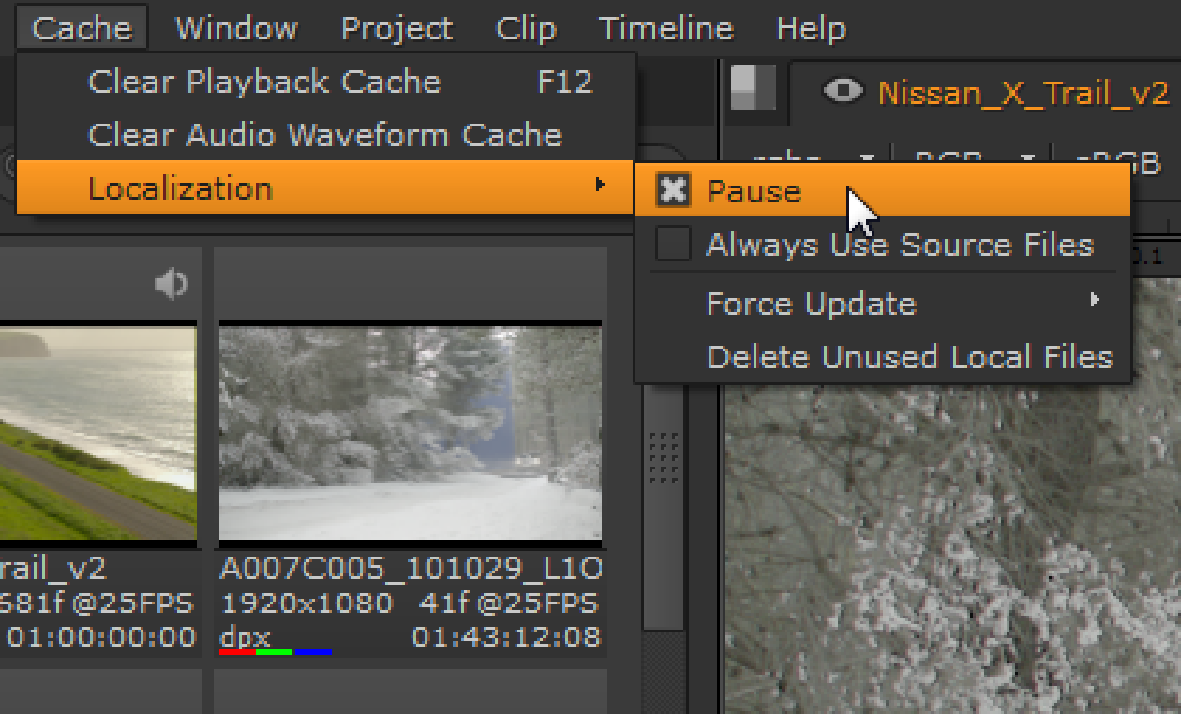 Cache Window Project Clip Timeline Help
Clear Playback Cache F12
Clear Audio Waveform Cache
Localization
Nissan_X_Trail_v2
Pause
Always Use Source Files
Force Update
Delete Unused Local Files
rail_v2
681f @25FPS
01:00:00:00
A007C005_101029_L1O
1920x1080 41f @25FPS
dpx 01:43:12:08